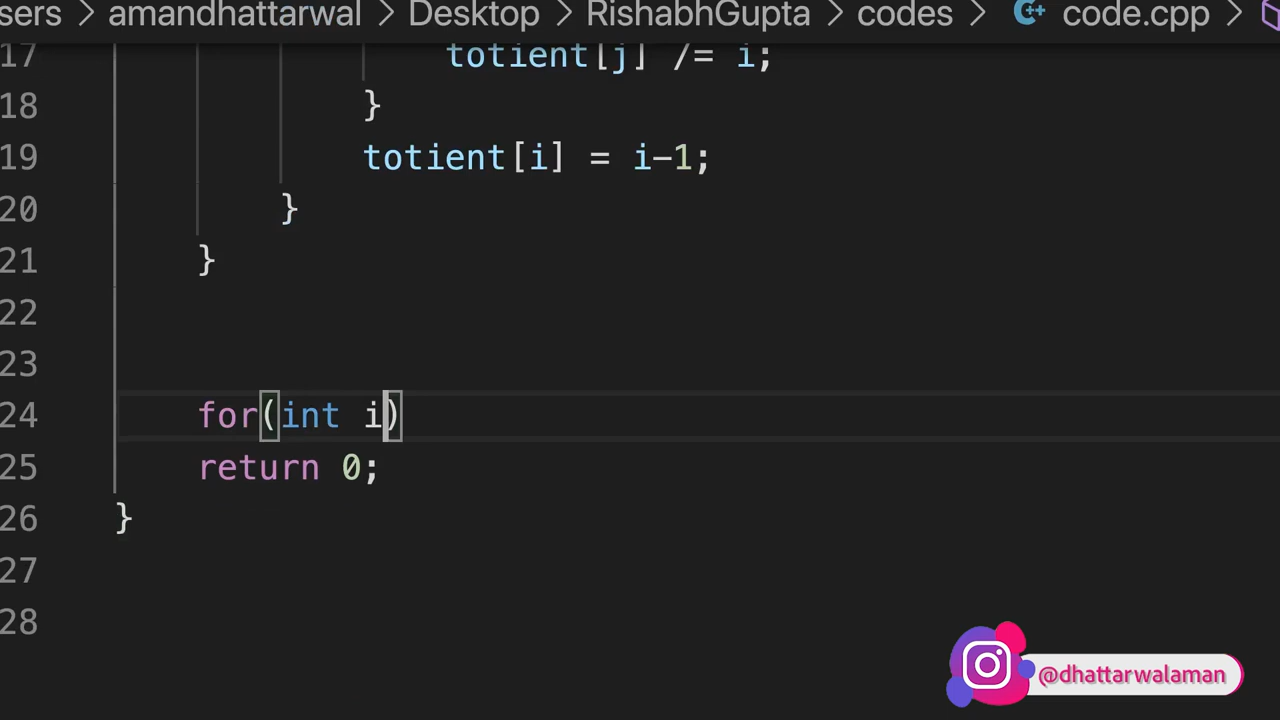 sers > amandhattarwal > Desktop > RishabhGupta > codes > code.cpp >
17 totient[j] /= i;
18 }
19 totient[i] = i-1;
20 }
21 }
22
23
24 for(int i)
25 return 0;
26 }
27
28
@dhattarwalaman